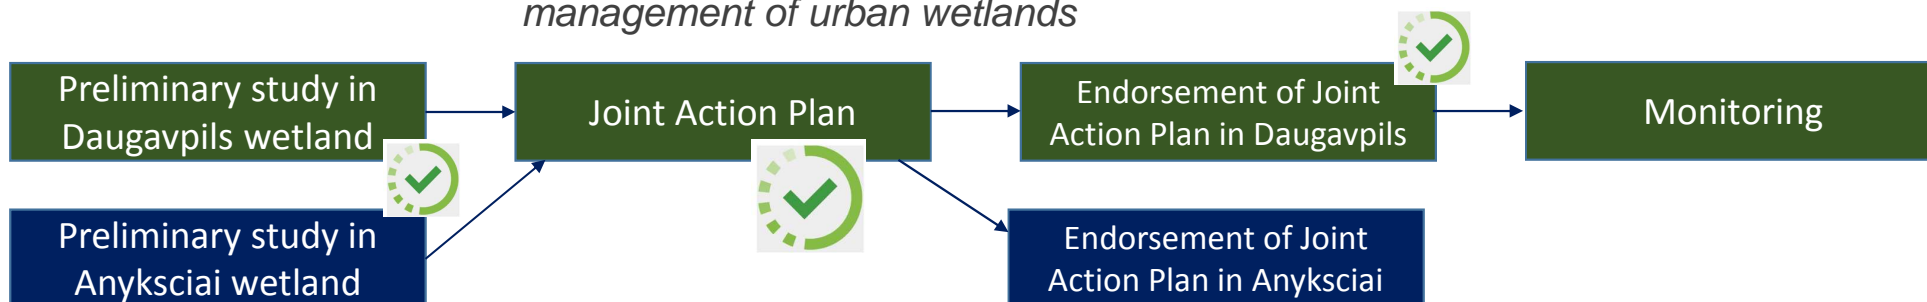 management of urban wetlands
Preliminary study in
Daugavpils wetland
Joint Action Plan
Endorsement of Joint
Action Plan in Daugavpils
Monitoring
Preliminary study in
Anyksciai wetland
Endorsement of Joint
Action Plan in Anyksciai